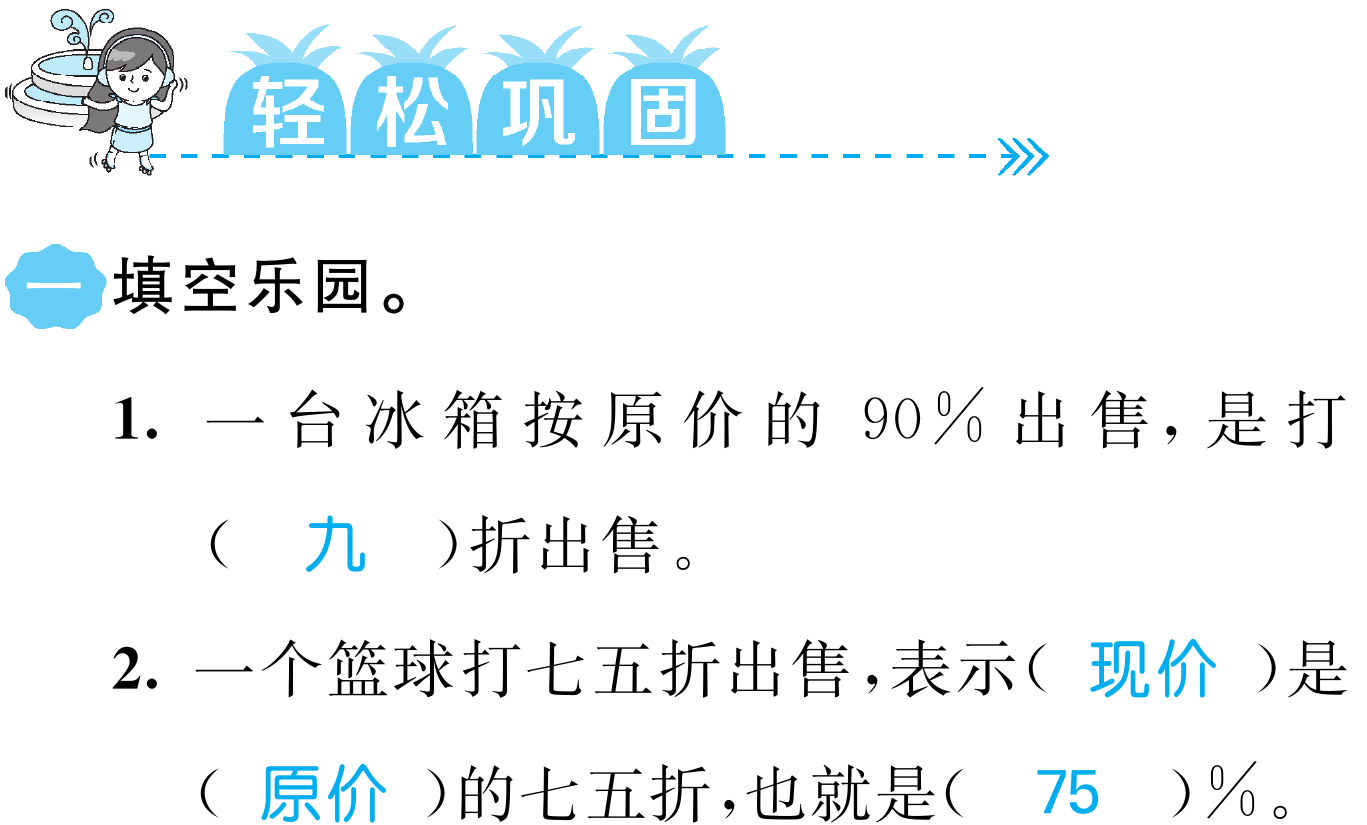 轻松巩固
一 填空乐园。
1. 一台冰箱按原价的 90% 出售,是打
( 九 )折出售。
2. 一个篮球打七五折出售,表示( 现价 )是
( 原价 )的七五折,也就是( 75 )%。